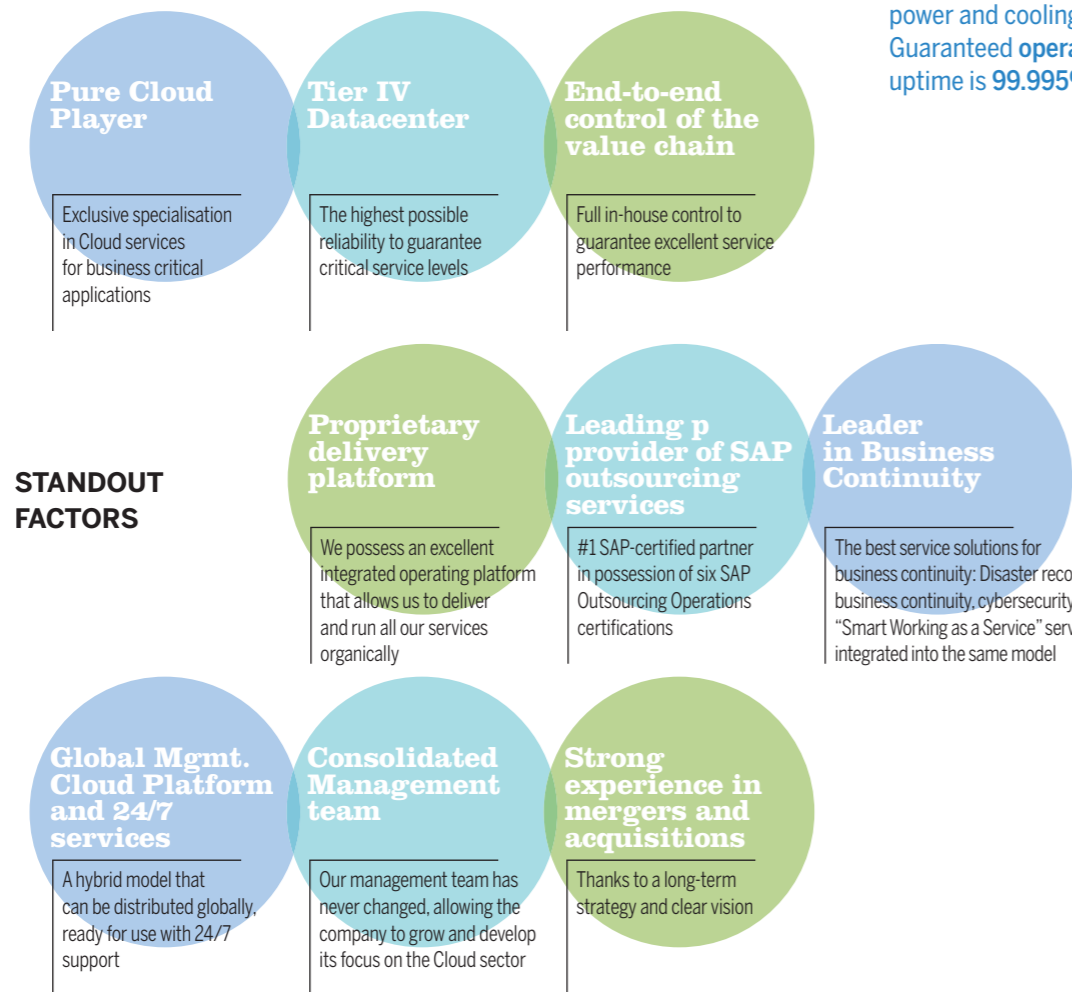 power and cooling
Guaranteed
uptime is 99.995%
Pure Cloud
Player
Exclusive specialisation
in Cloud services
for business critical
applications
Tier IV
Datacenter
The highest possible
reliability to guarantee
critical service levels
End-to-end
control of the
value chain
Full in-house control to
guarantee excellent service
performance
STANDOUT
FACTORS
Proprietary
delivery
platform
We possess an excellent
integrated operating platform
that allows us to deliver
and run all our services
organically
Leading p
provider of SAP
outsourcing
services
#1 SAP-certified partner
in possession of six SAP
Outsourcing Operations
certifications
Leader
in Business
Continuity
The best service solutions for
business continuity: Disaster
business continuity, cybersecurity
“Smart Working as a Service”
integrated into the same model
Global Mgmt.
Cloud Platform
and 24/7
services
A hybrid model that
can be distributed globally,
ready for use with 24/7
support
Consolidated
Management
team
Our management team has
never changed, allowing the
company to grow and develop
its focus on the Cloud sector
Strong
experience in
mergers and
acquisitions
Thanks to a long-term
strategy and clear vision